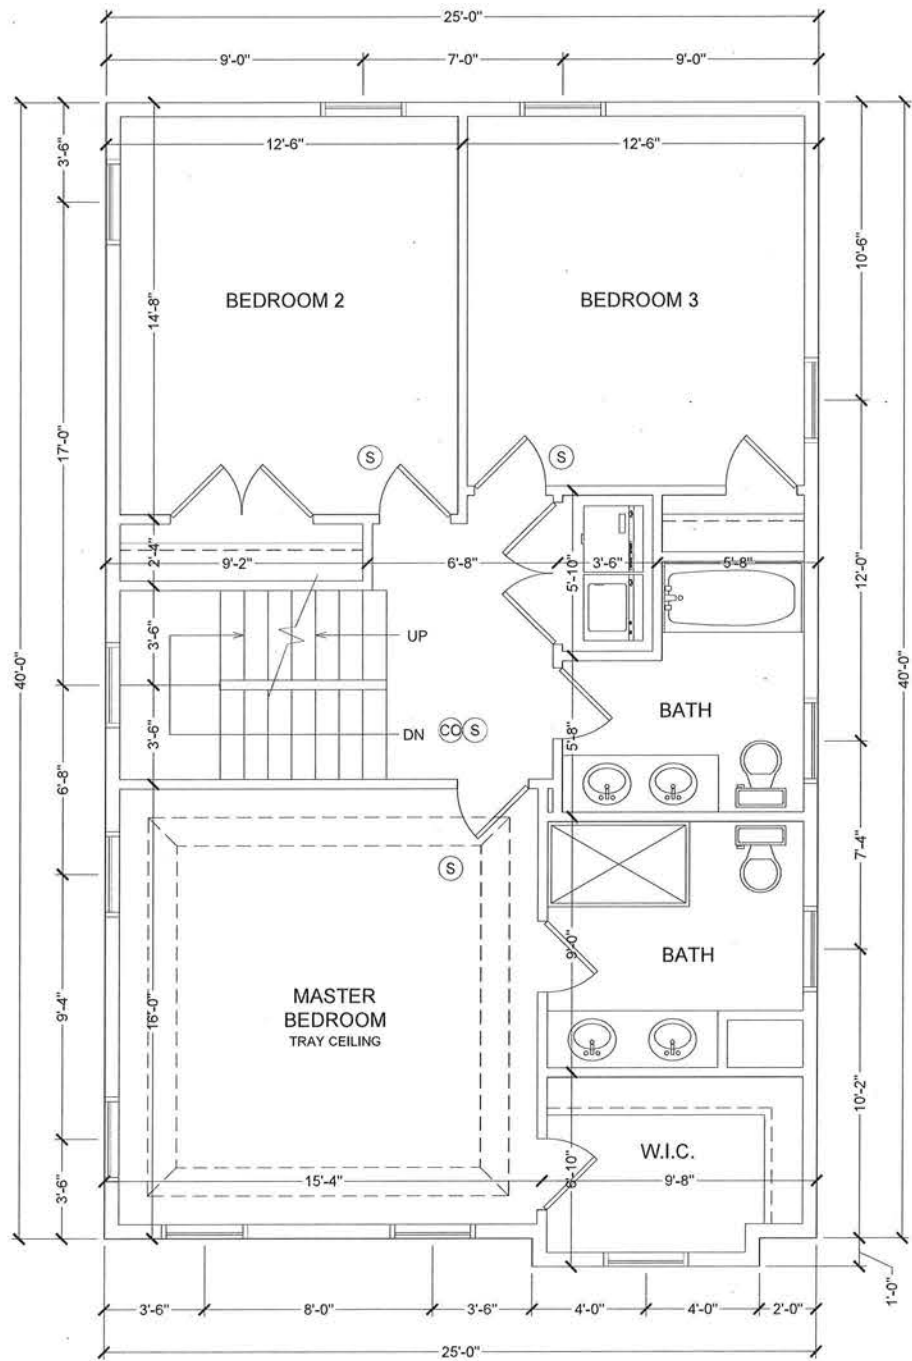 25'-0"
9'-0" 7'-0" 9'-0"
12'-6" 12'-6"
3'-6"
10'-6"
BEDROOM 2 BEDROOM 3
14'-8"
17'-0"
S S
2'-4"
9'-2" 6'-8" 3'-6" 5'-8"
5'-10"
12'-0"
3'-6"
UP
40'-0" 40'-0"
BATH
3'-6"
DN CO S
5'-8"
6'-8"
7'-4"
S
9'-0"
BATH
MASTER
BEDROOM
TRAY CEILING
9'-4"
16'-0"
10'-2"
W.I.C.
6'-10"
15'-4" 9'-8"
3'-6"
1'-0"
3'-6" 8'-0" 3'-6" 4'-0" 4'-0" 2'-0"
25'-0"